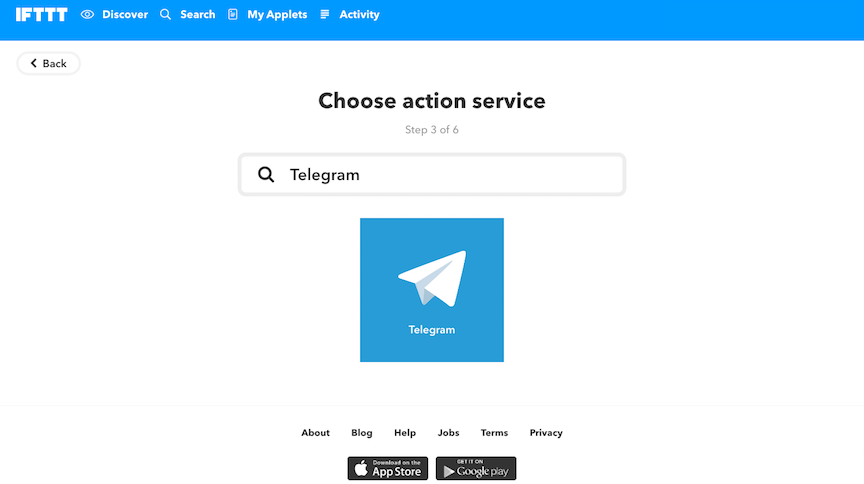 IFTTT Discover Search My Applets Activity
Back
Choose action service
Step 3 of 6
Telegram
Telegram
About Blog Help Jobs Terms Privacy
Download on the GET IT ON
App Store Google play